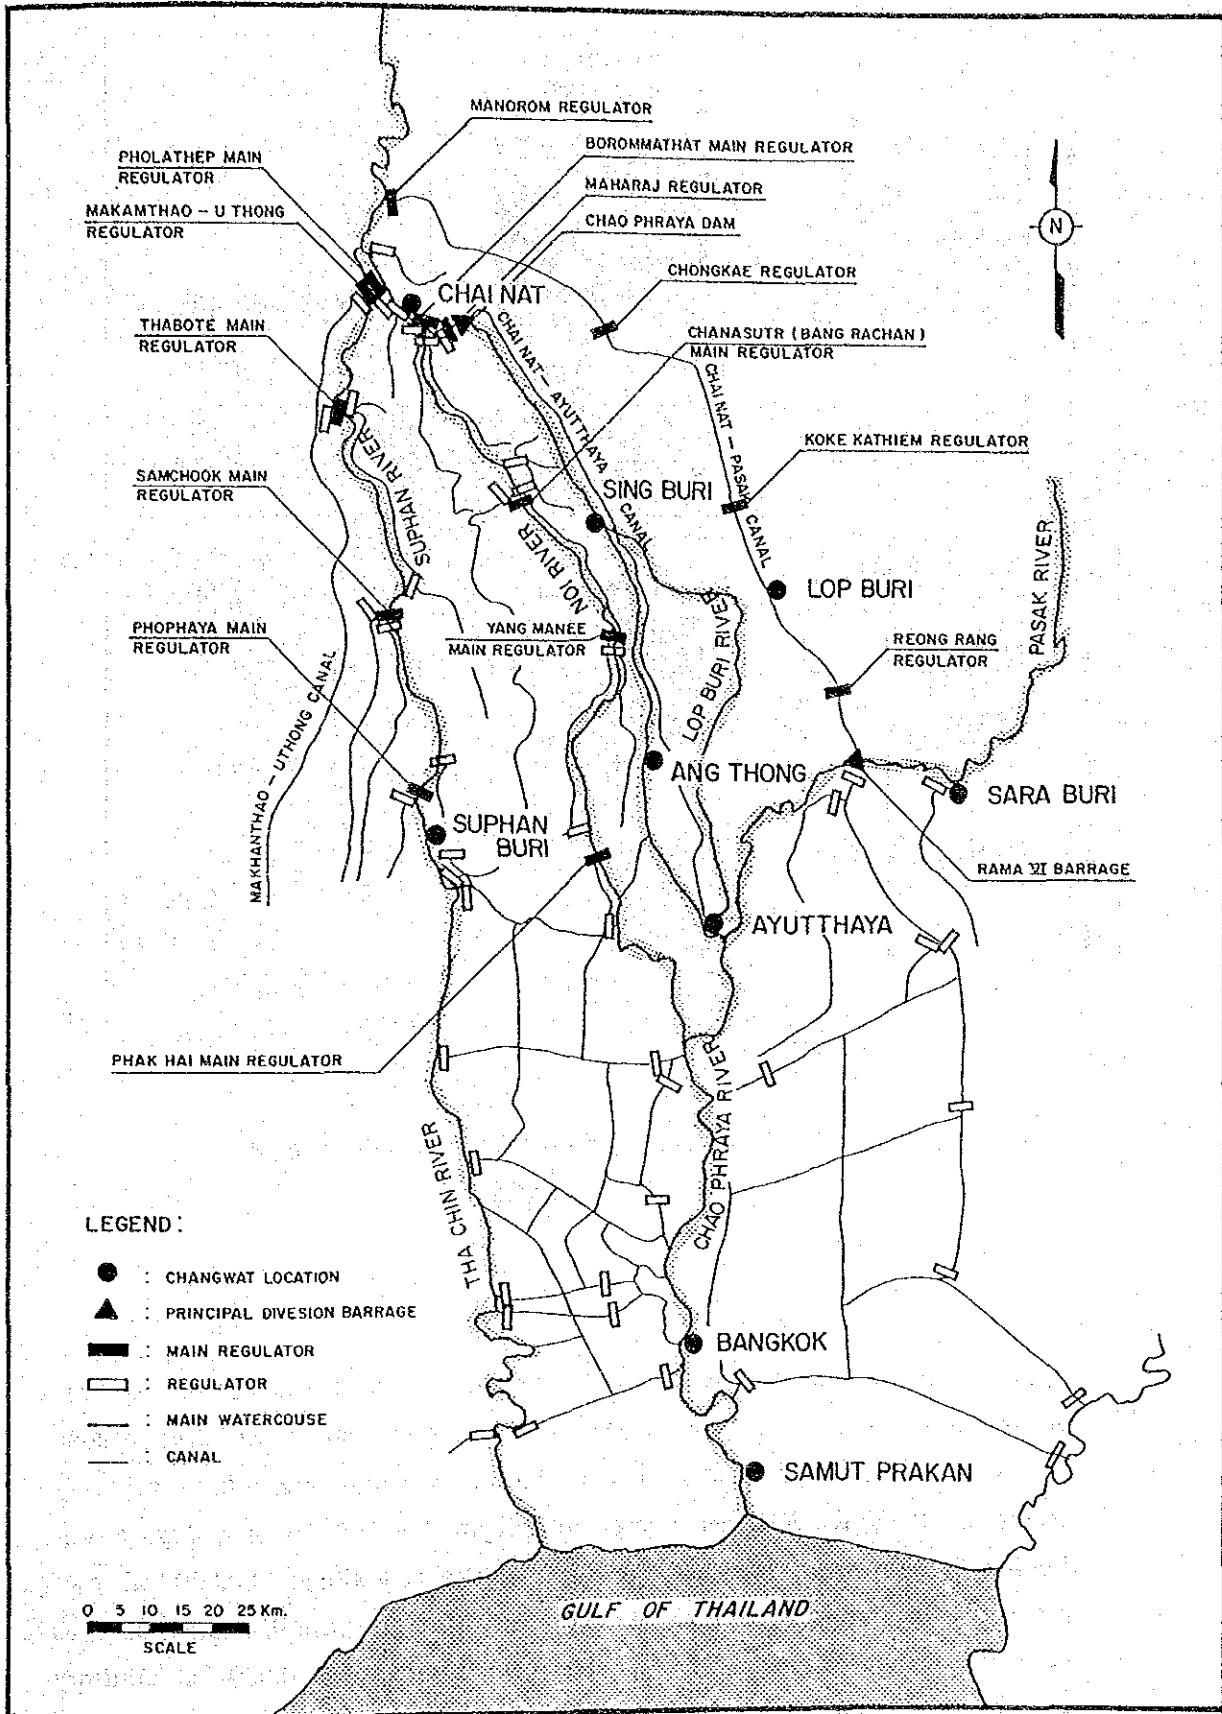 MANOROM REGULATOR
BOROMMATHAT MAIN REGULATOR
PHOLATHEP MAIN
REGULATOR
MAHARAJ REGULATOR
MAKAMTHAO - U THONG
REGULATOR
CHAO PHRAYA DAM
N
CHONGKAE REGULATOR
CHAI NAT
THABOTE MAIN
REGULATOR
CHANASUTR (BANG RACHAN)
MAIN REGULATOR
CHAI NAT - AYUTTHAYA CANAL
CHAI NAT - PASAK CANAL
KOKE KATHIEM REGULATOR
SAMCHOOK MAIN
REGULATOR
SUPHAN RIVER
SING BURI
NOI RIVER
PASAK RIVER
LOP BURI
PHOPHAYA MAIN
REGULATOR
YANG MANEE
MAIN REGULATOR
REONG RANG
REGULATOR
LOP BURI RIVER
MAKHANTHAO - UTHONG CANAL
ANG THONG
SARA BURI
SUPHAN
BURI
RAMA VI BARRAGE
AYUTTHAYA
PHAK HAI MAIN REGULATOR
CHAO PHRAYA RIVER
THA CHIN RIVER
LEGEND :
: CHANGWAT LOCATION
: PRINCIPAL DIVESION BARRAGE
: MAIN REGULATOR
: REGULATOR
: MAIN WATERCOUSE
: CANAL
BANGKOK
SAMUT PRAKAN
GULF OF THAILAND
0 5 10 15 20 25 Km.
SCALE